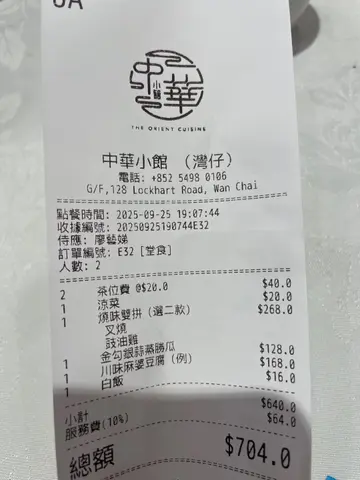 0A
中華
小館
THE ORIENT CUISINE
中華小館 (灣仔)
電話: +852 5498 0106
G/F,128 Lockhart Road, Wan Chai
點餐時間: 2025-09-25 19:07:44
收據編號: 20250925190744E32
侍應: 廖藝娣
訂單編號: E32 [堂食]
人數: 2
2 茶位費 @$20.0 $40.0
1 涼菜 $20.0
1 燒味雙拼 (選二款) $268.0
叉燒
豉油雞
1 金勾銀蒜蒸勝瓜 $128.0
1 川味麻婆豆腐 (例) $168.0
1 白飯 $16.0
小計 $640.0
服務費(10%) $64.0
總額 $704.0